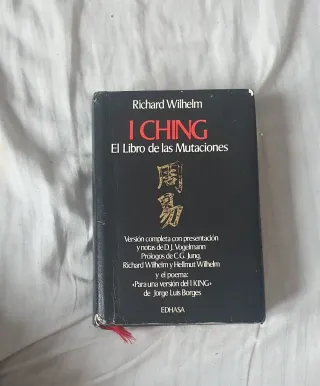 Richard Wilhelm
I CHING
El Libro de las Mutaciones
周
易
Versión completa con presentación
y notas de D.J. Vogelmann
Prólogos de C.G. Jung,
Richard Wilhelm y Hellmut Wilhelm
y el poema:
«Para una versión del I KING»
de Jorge Luis Borges
EDHASA